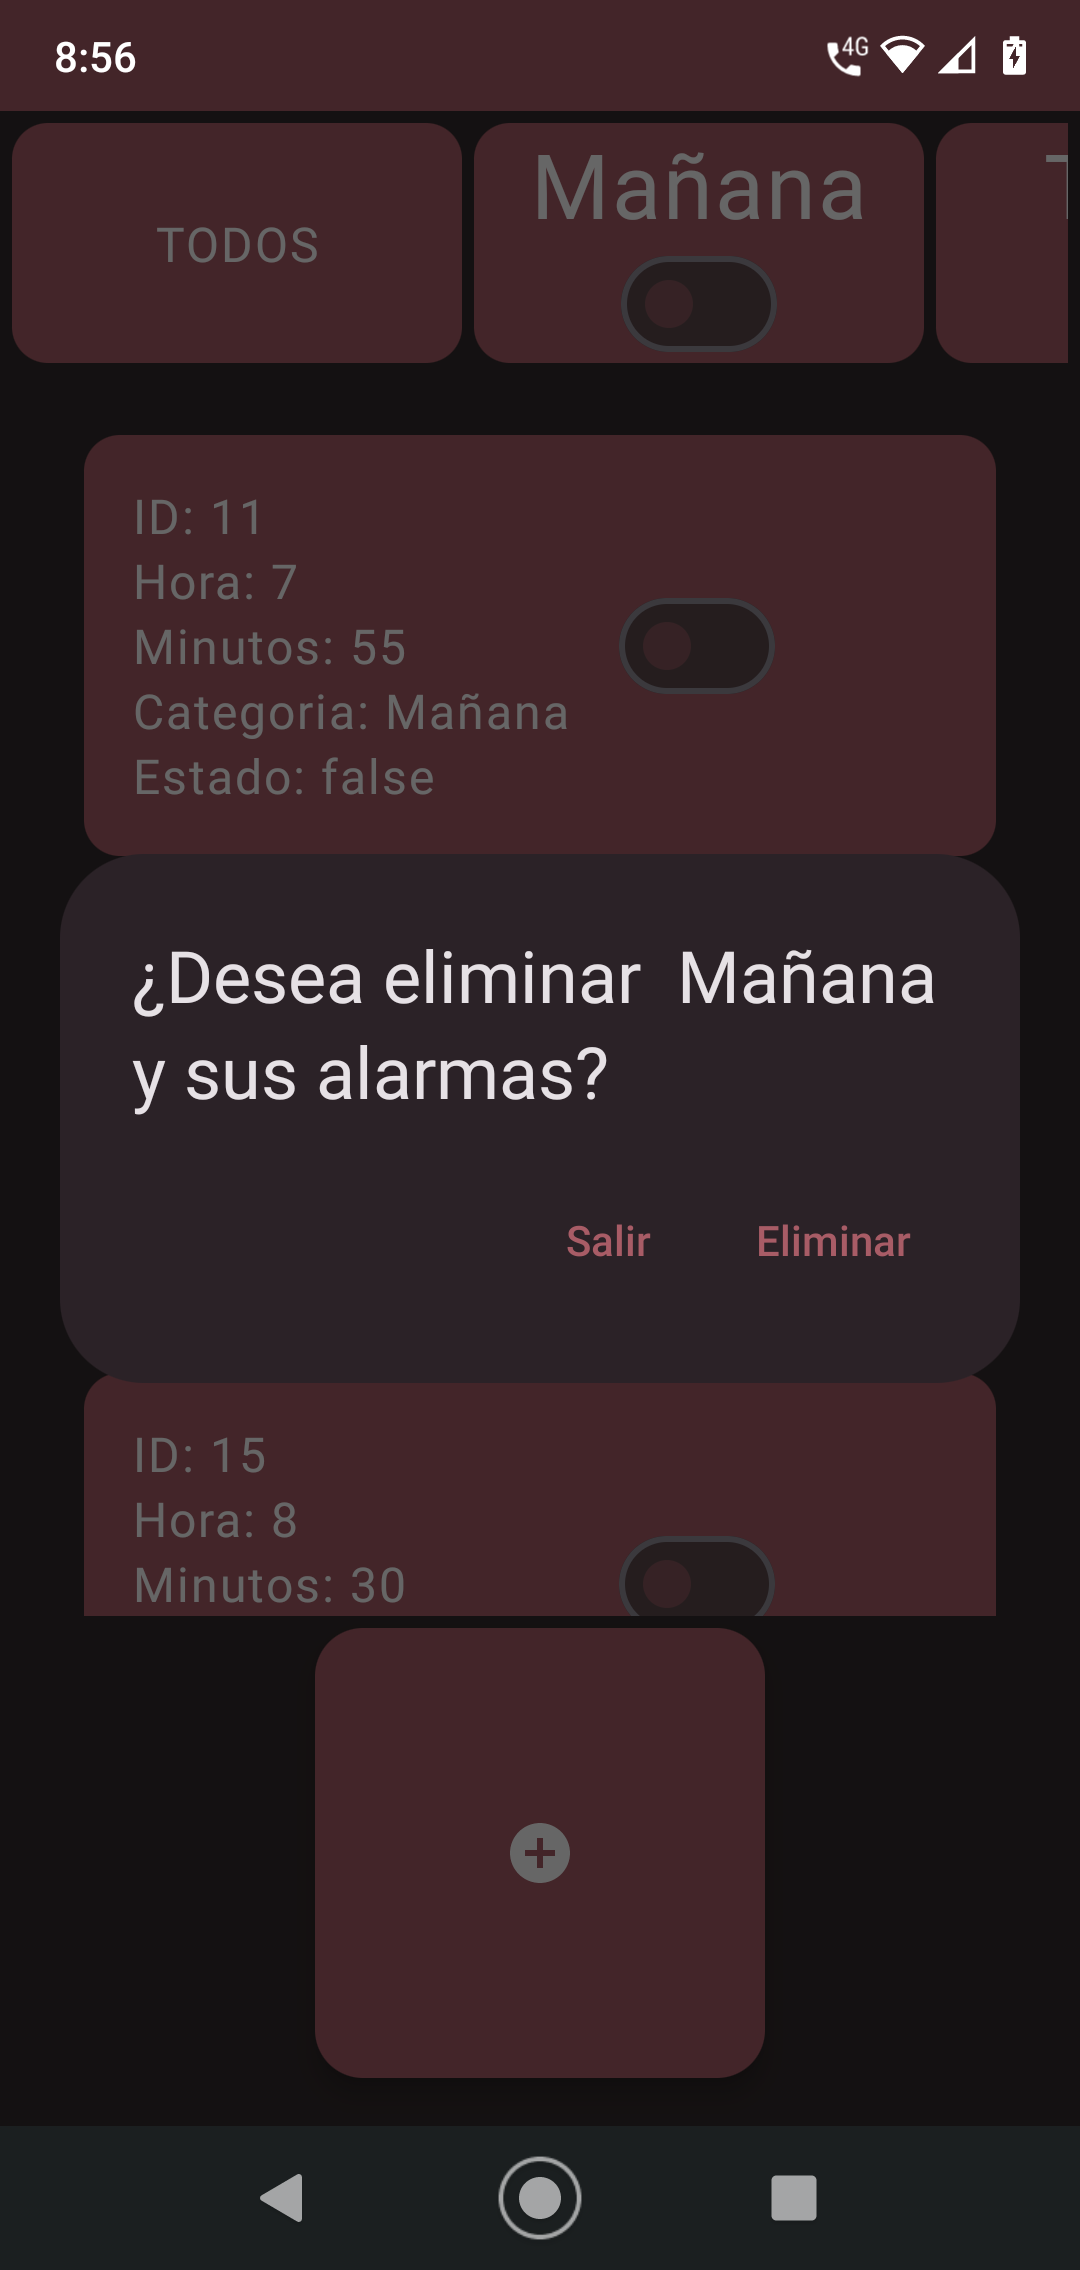 8:56
4G
TODOS
Mañana
ID: 11
Hora: 7
Minutos: 55
Categoria: Mañana
Estado: false
¿Desea eliminar  Mañana
y sus alarmas?
Salir
Eliminar
ID: 15
Hora: 8
Minutos: 30